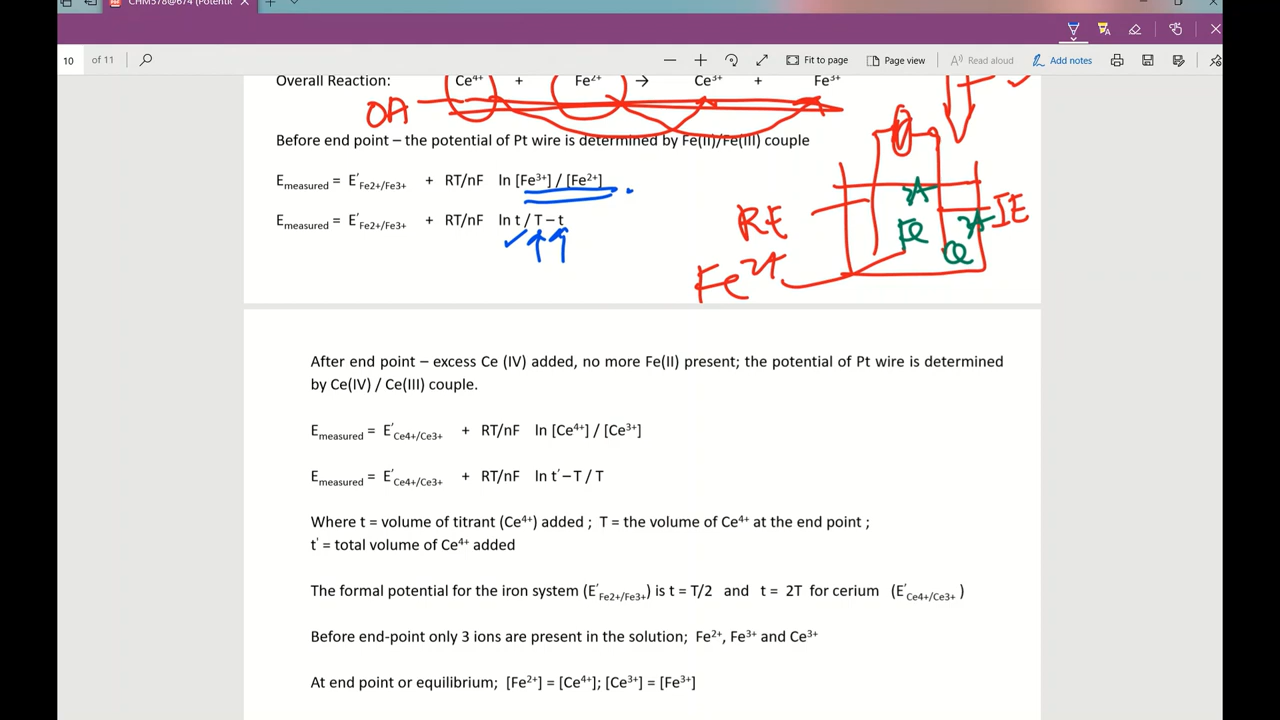 CHM578@674 (Potenti
10 of 11 Fit to page Page view Read aloud Add notes
Overall Reaction: Ce⁴⁺ + Fe²⁺ → Ce³⁺ + Fe³⁺
OA
Before end point – the potential of Pt wire is determined by Fe(II)/Fe(III) couple
Emeasured = E′Fe2+/Fe3+ + RT/nF ln [Fe³⁺] / [Fe²⁺]
Emeasured = E′Fe2+/Fe3+ + RT/nF ln t / T – t
RE
IE
Fe
Ce
Fe²⁺
After end point – excess Ce (IV) added, no more Fe(II) present; the potential of Pt wire is determined
by Ce(IV) / Ce(III) couple.
Emeasured = E′Ce4+/Ce3+ + RT/nF ln [Ce⁴⁺] / [Ce³⁺]
Emeasured = E′Ce4+/Ce3+ + RT/nF ln t′ – T / T
Where t = volume of titrant (Ce⁴⁺) added ; T = the volume of Ce⁴⁺ at the end point ;
t′ = total volume of Ce⁴⁺ added
The formal potential for the iron system (E′Fe2+/Fe3+) is t = T/2 and t = 2T for cerium (E′Ce4+/Ce3+ )
Before end-point only 3 ions are present in the solution; Fe²⁺, Fe³⁺ and Ce³⁺
At end point or equilibrium; [Fe²⁺] = [Ce⁴⁺]; [Ce³⁺] = [Fe³⁺]